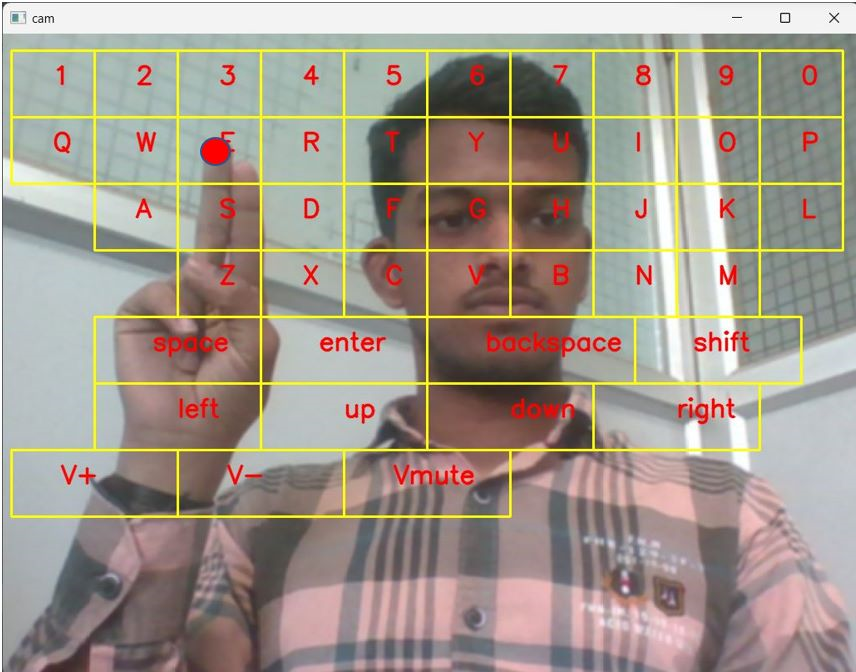 cam
1 2 3 4 5 6 7 8 9 0
Q W E R T Y U I O P
A S D F G H J K L
Z X C V B N M
space enter backspace shift
left up down right
V+ V- Vmute